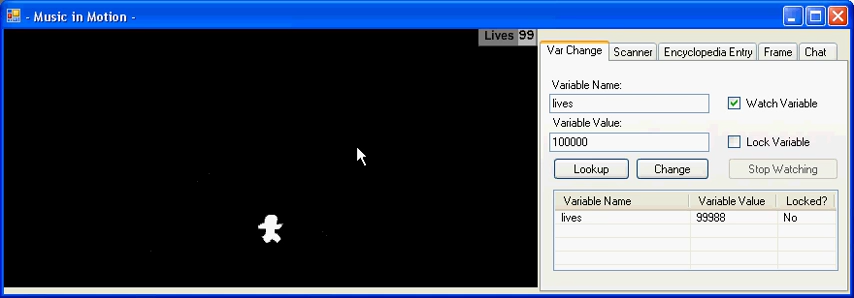 - Music in Motion -
Lives 99
Var Change Scanner Encyclopedia Entry Frame Chat
Variable Name:
lives
Watch Variable
Variable Value:
100000
Lock Variable
Lookup Change Stop Watching
Variable Name Variable Value Locked?
lives 99988 No